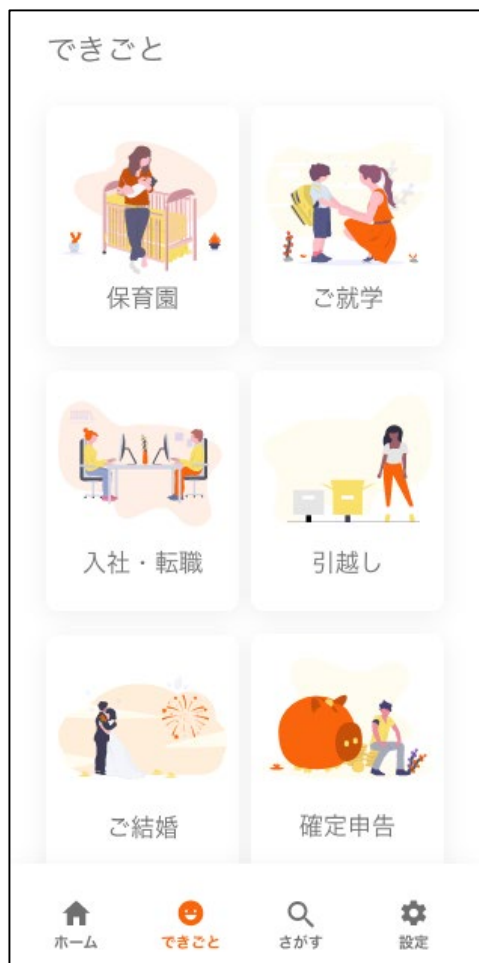 できごと
保育園
ご就学
入社・転職
引越し
ご結婚
確定申告
ホーム
できごと
さがす
設定